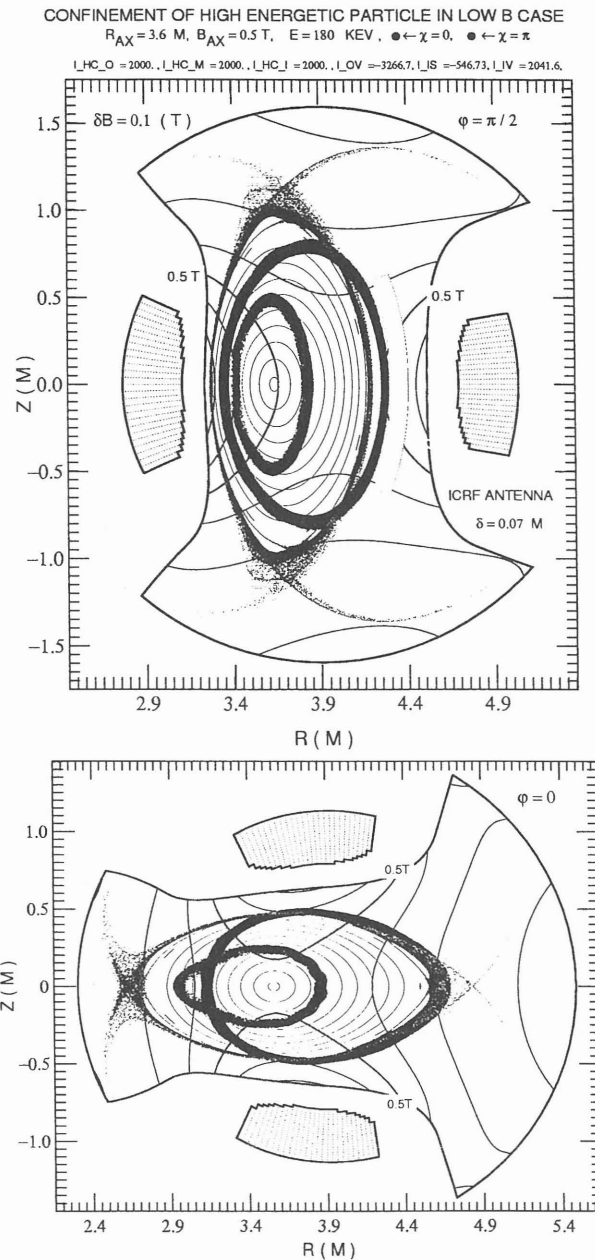 CONFINEMENT OF HIGH ENERGETIC PARTICLE IN LOW B CASE
R_AX = 3.6 M, B_AX = 0.5 T, E = 180 KEV, ●←χ = 0, ●←χ = π
I_HC_O = 2000., I_HC_M = 2000., I_HC_I = 2000., I_OV = -3266.7, I_IS = -546.73, I_IV = 2041.6,
δB = 0.1 (T) φ = π/2
1.5
1.0
0.5 T
0.5 0.5 T
Z (M)
0.0
-0.5
ICRF ANTENNA
δ = 0.07 M
-1.0
-1.5
2.9 3.4 3.9 4.4 4.9
R (M)
φ = 0
1.0
0.5T
0.5
Z (M)
0
-0.5
0.5T
-1.0
2.4 2.9 3.4 3.9 4.4 4.9 5.4
R (M)